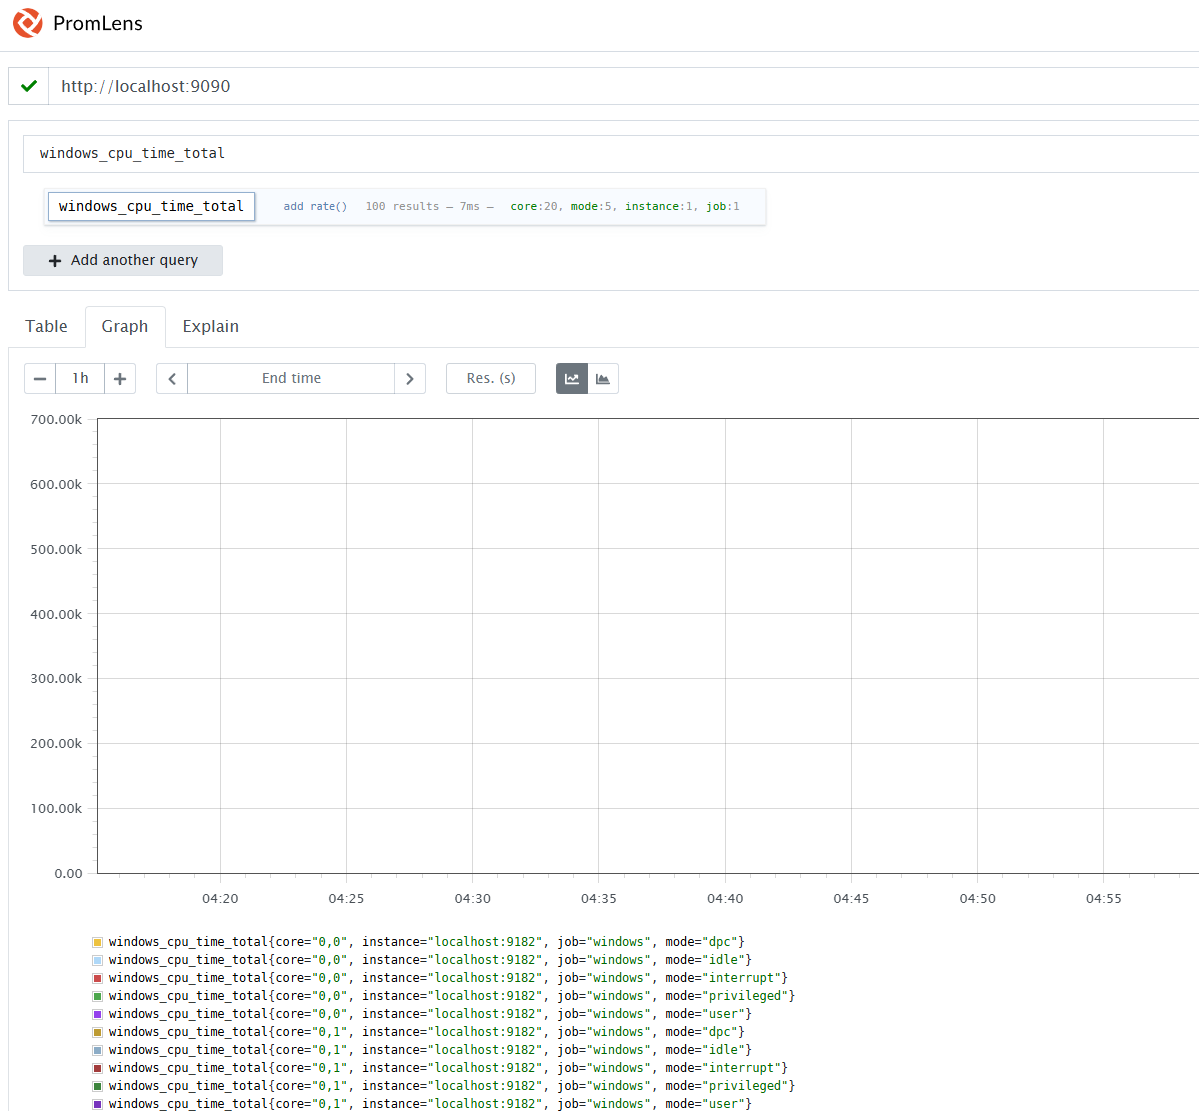 PromLens
http://localhost:9090
windows_cpu_time_total
windows_cpu_time_total add rate() 100 results – 7ms – core:20, mode:5, instance:1, job:1
+ Add another query
Table Graph Explain
− 1h + < End time > Res. (s)
700.00k
600.00k
500.00k
400.00k
300.00k
200.00k
100.00k
0.00
04:20 04:25 04:30 04:35 04:40 04:45 04:50 04:55
windows_cpu_time_total{core="0,0", instance="localhost:9182", job="windows", mode="dpc"}
windows_cpu_time_total{core="0,0", instance="localhost:9182", job="windows", mode="idle"}
windows_cpu_time_total{core="0,0", instance="localhost:9182", job="windows", mode="interrupt"}
windows_cpu_time_total{core="0,0", instance="localhost:9182", job="windows", mode="privileged"}
windows_cpu_time_total{core="0,0", instance="localhost:9182", job="windows", mode="user"}
windows_cpu_time_total{core="0,1", instance="localhost:9182", job="windows", mode="dpc"}
windows_cpu_time_total{core="0,1", instance="localhost:9182", job="windows", mode="idle"}
windows_cpu_time_total{core="0,1", instance="localhost:9182", job="windows", mode="interrupt"}
windows_cpu_time_total{core="0,1", instance="localhost:9182", job="windows", mode="privileged"}
windows_cpu_time_total{core="0,1", instance="localhost:9182", job="windows", mode="user"}